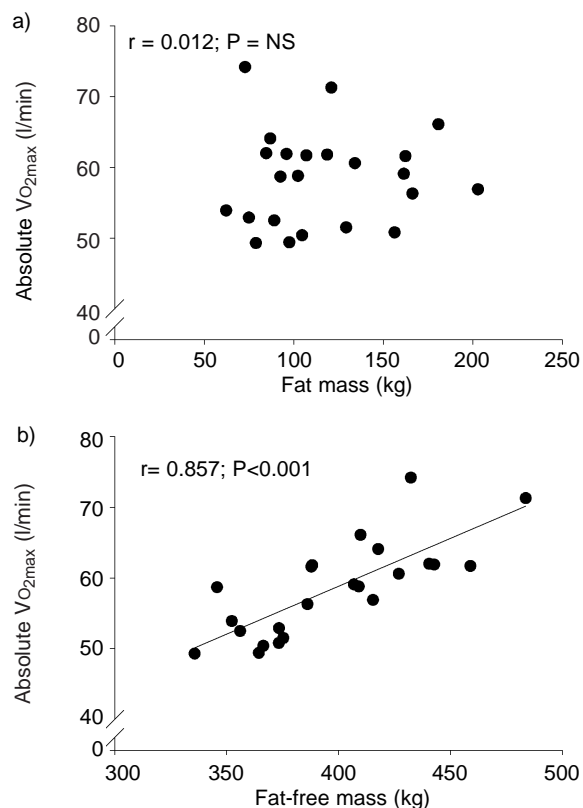 a)
80
r = 0.012; P = NS
70
60
50
40
0
Absolute VO2max (l/min)
0 50 100 150 200 250
Fat mass (kg)
b)
80
r= 0.857; P<0.001
70
60
50
40
0
Absolute VO2max (l/min)
300 350 400 450 500
Fat-free mass (kg)